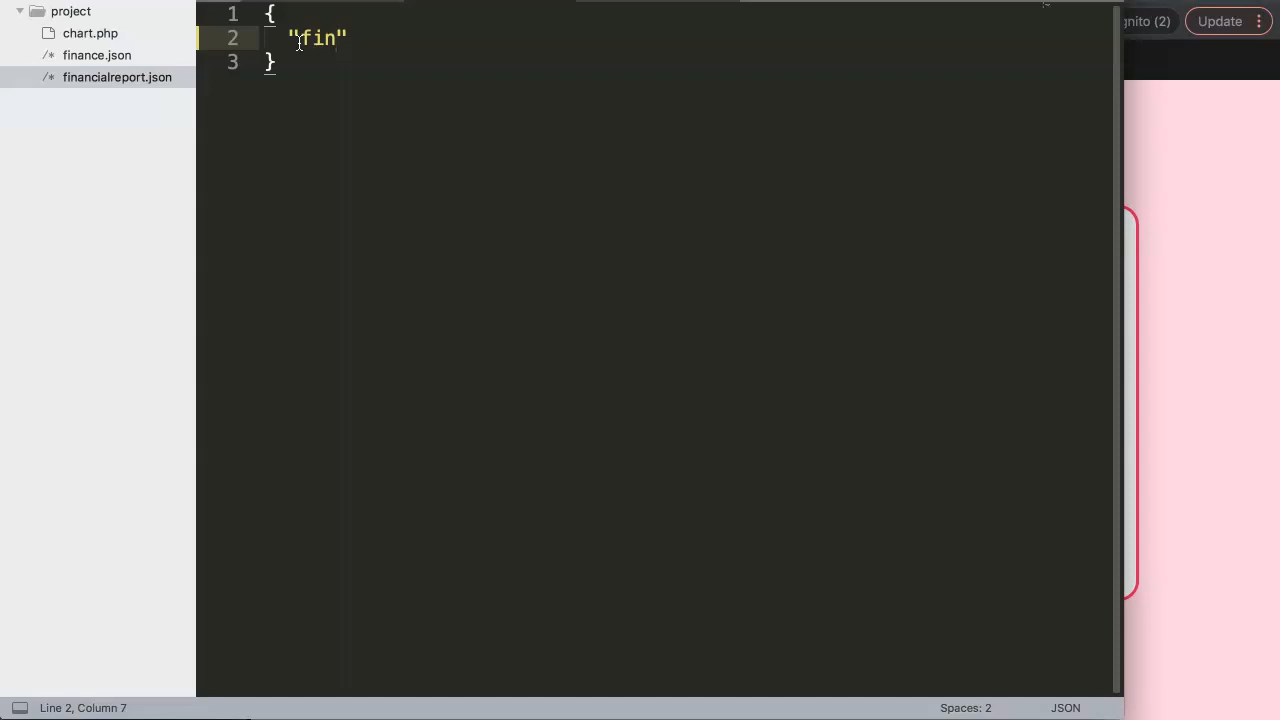 project
chart.php
/* finance.json
/* financialreport.json
1 {
2 "fin"
3 }
gnito (2)
Update
Line 2, Column 7
Spaces: 2
JSON